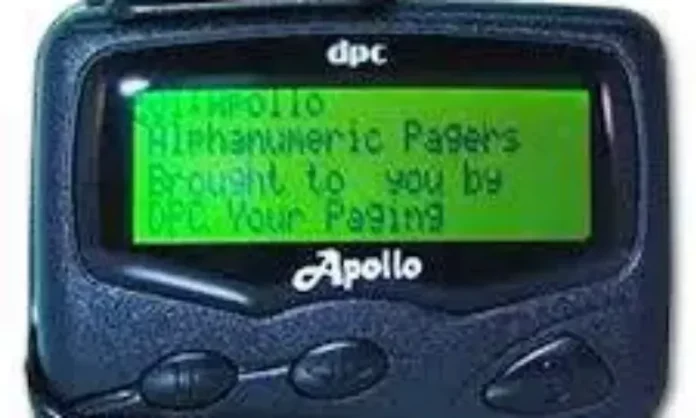 dpc
Apollo
Alphanumeric Pagers
Brought to you by
DPC Your Paging
Apollo